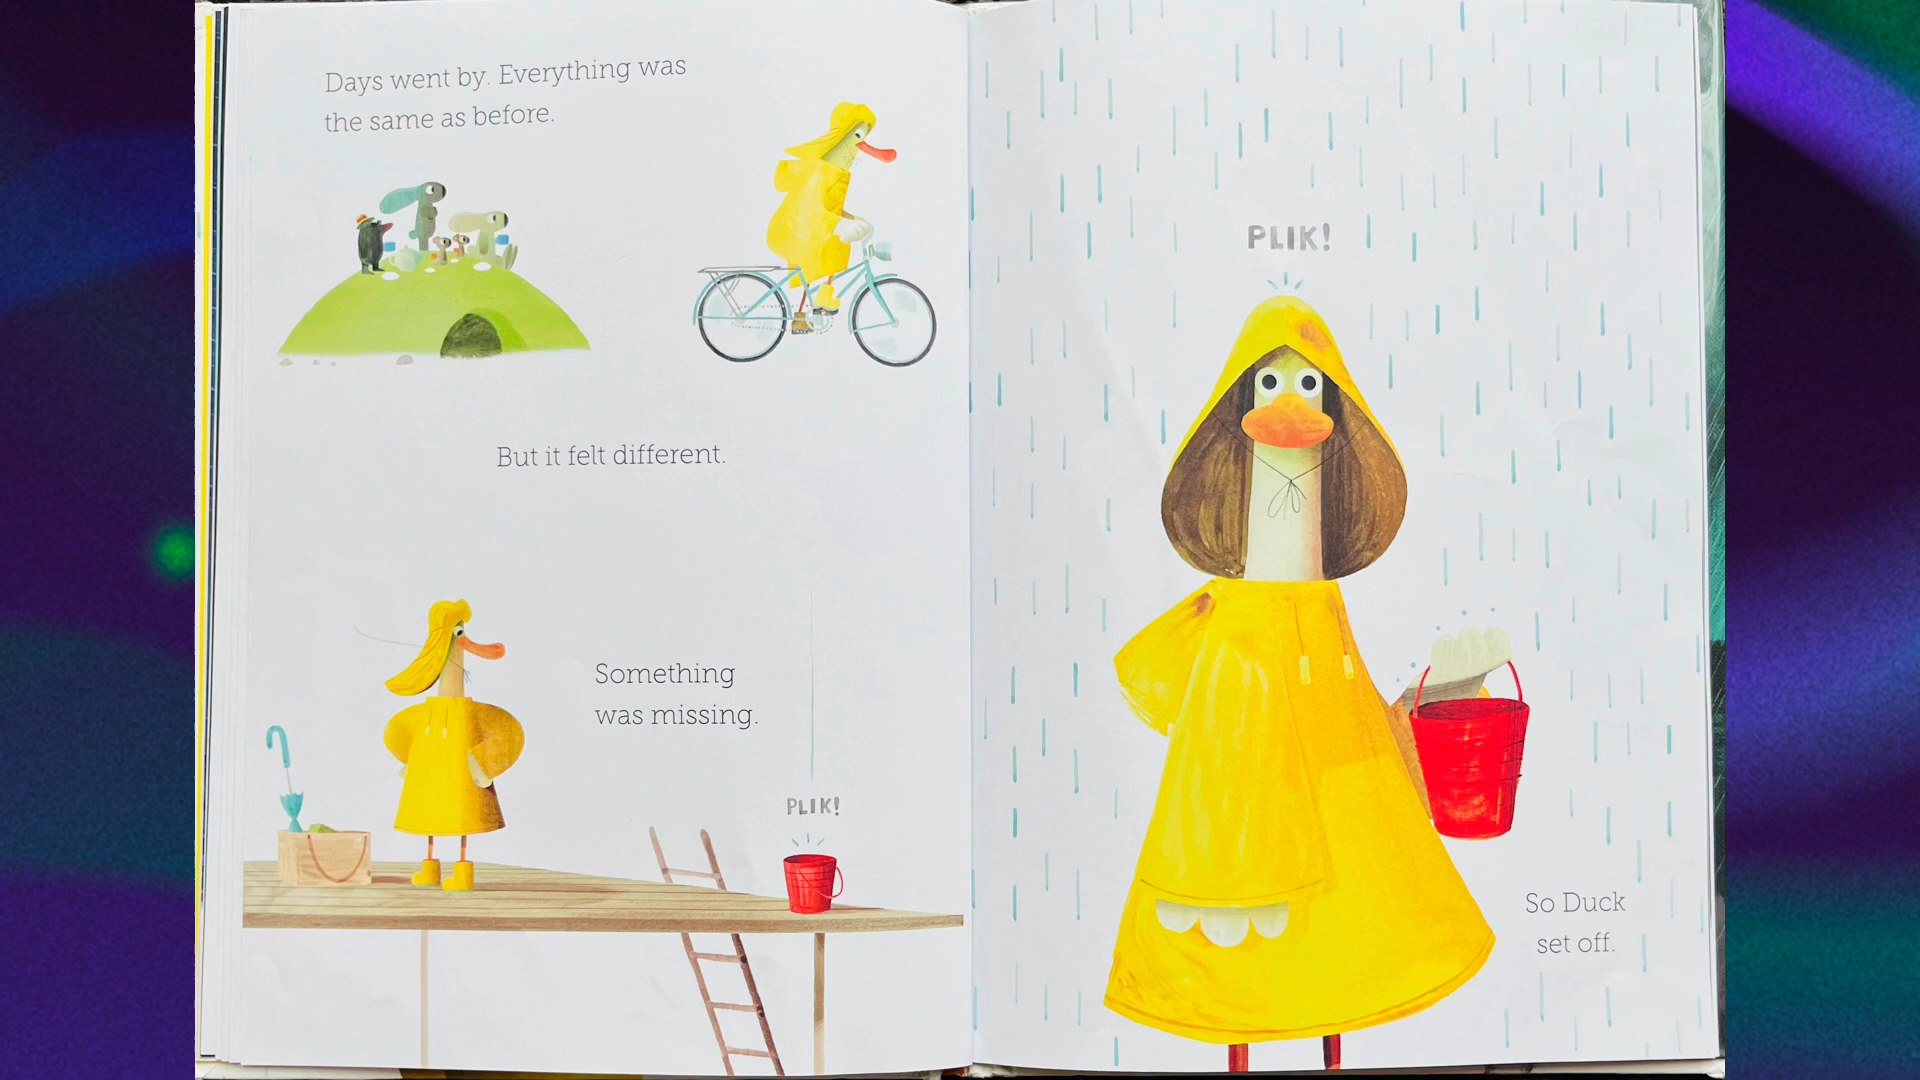 Days went by. Everything was
the same as before.
But it felt different.
Something
was missing.
PLIK!
PLIK!
So Duck
set off.